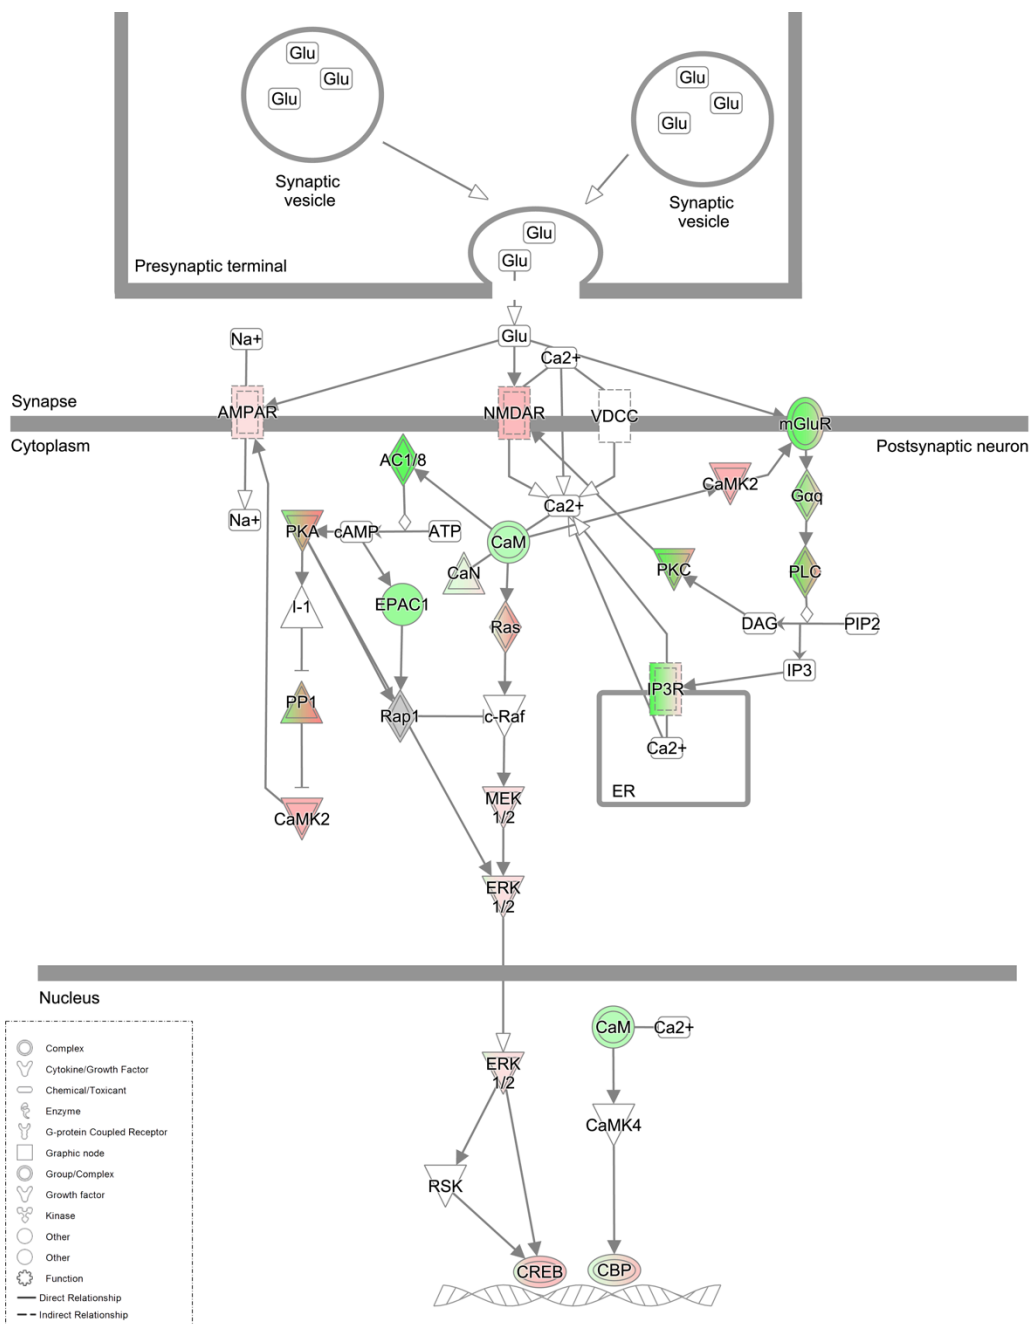 Glu
Glu
Glu
Glu
Glu
Glu
Synaptic
vesicle
Synaptic
vesicle
Glu
Glu
Presynaptic terminal
Na+
Glu
Ca2+
Synapse
AMPAR
NMDAR
VDCC
mGluR
Cytoplasm
Postsynaptic neuron
AC1/8
CaMK2
Gαq
Na+
Ca2+
PKA
cAMP
ATP
CaM
CaN
PKC
PLC
I-1
EPAC1
Ras
DAG
PIP2
IP3
IP3R
PP1
Rap1
c-Raf
Ca2+
ER
CaMK2
MEK
1/2
ERK
1/2
Nucleus
CaM
Ca2+
ERK
1/2
CaMK4
RSK
CREB
CBP
Complex
Cytokine/Growth Factor
Chemical/Toxicant
Enzyme
G-protein Coupled Receptor
Graphic node
Group/Complex
Growth factor
Kinase
Other
Other
Function
Direct Relationship
Indirect Relationship